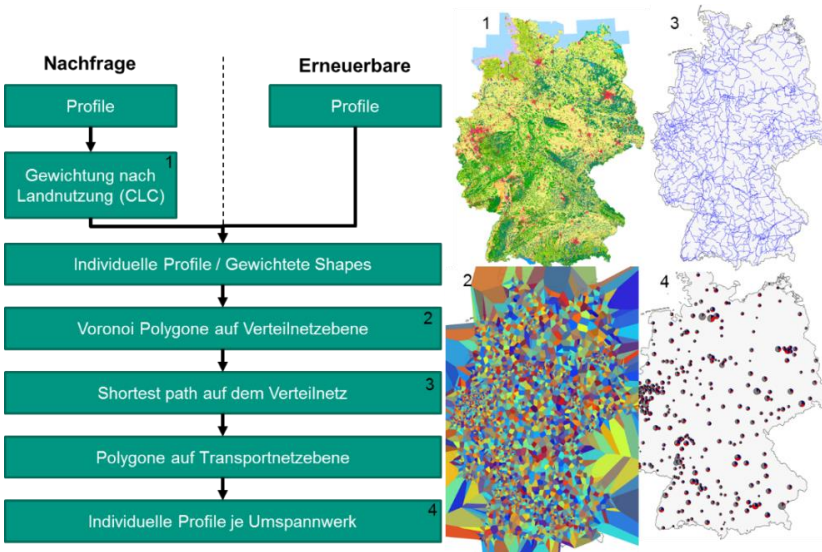 Nachfrage
Erneuerbare
Profile
Profile
1
Gewichtung nach
Landnutzung (CLC)
Individuelle Profile / Gewichtete Shapes
Voronoi Polygone auf Verteilnetzebene
2
Shortest path auf dem Verteilnetz
3
Polygone auf Transportnetzebene
Individuelle Profile je Umspannwerk
4
1
3
2
4